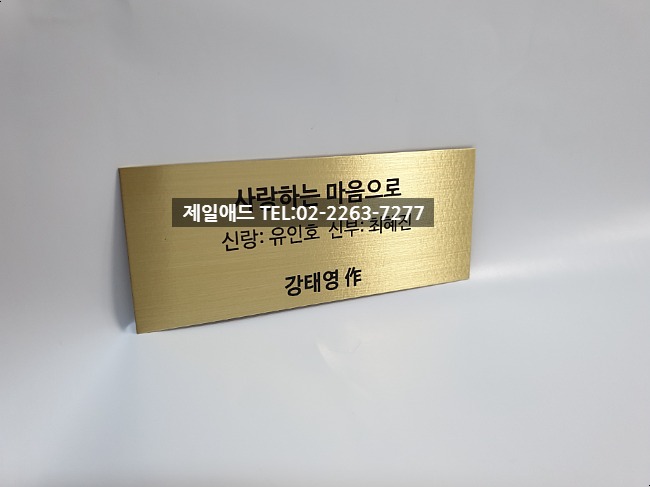 사랑하는 마음으로
제일애드 TEL:02-2263-7277
신랑: 유인호 신부: 최혜진
강태영 作